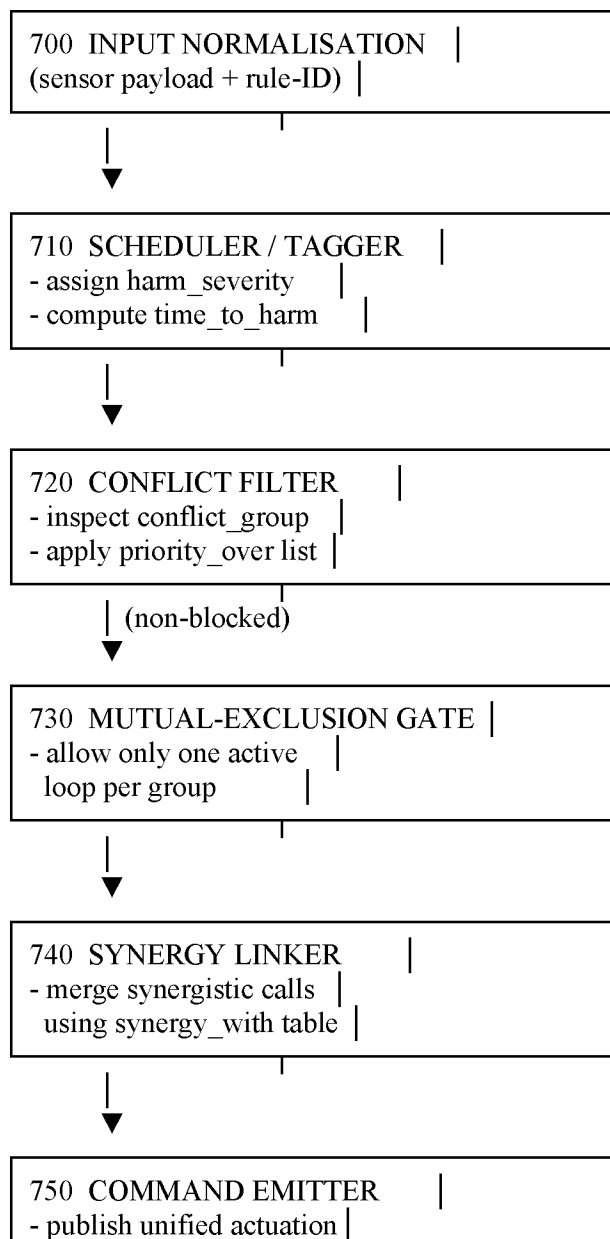 700 INPUT NORMALISATION |
(sensor payload + rule-ID) |
710 SCHEDULER / TAGGER |
- assign harm_severity |
- compute time_to_harm |
720 CONFLICT FILTER |
- inspect conflict_group |
- apply priority_over list |
(non-blocked)
730 MUTUAL-EXCLUSION GATE |
- allow only one active |
loop per group |
740 SYNERGY LINKER |
- merge synergistic calls |
using synergy_with table |
750 COMMAND EMITTER |
- publish unified actuation |